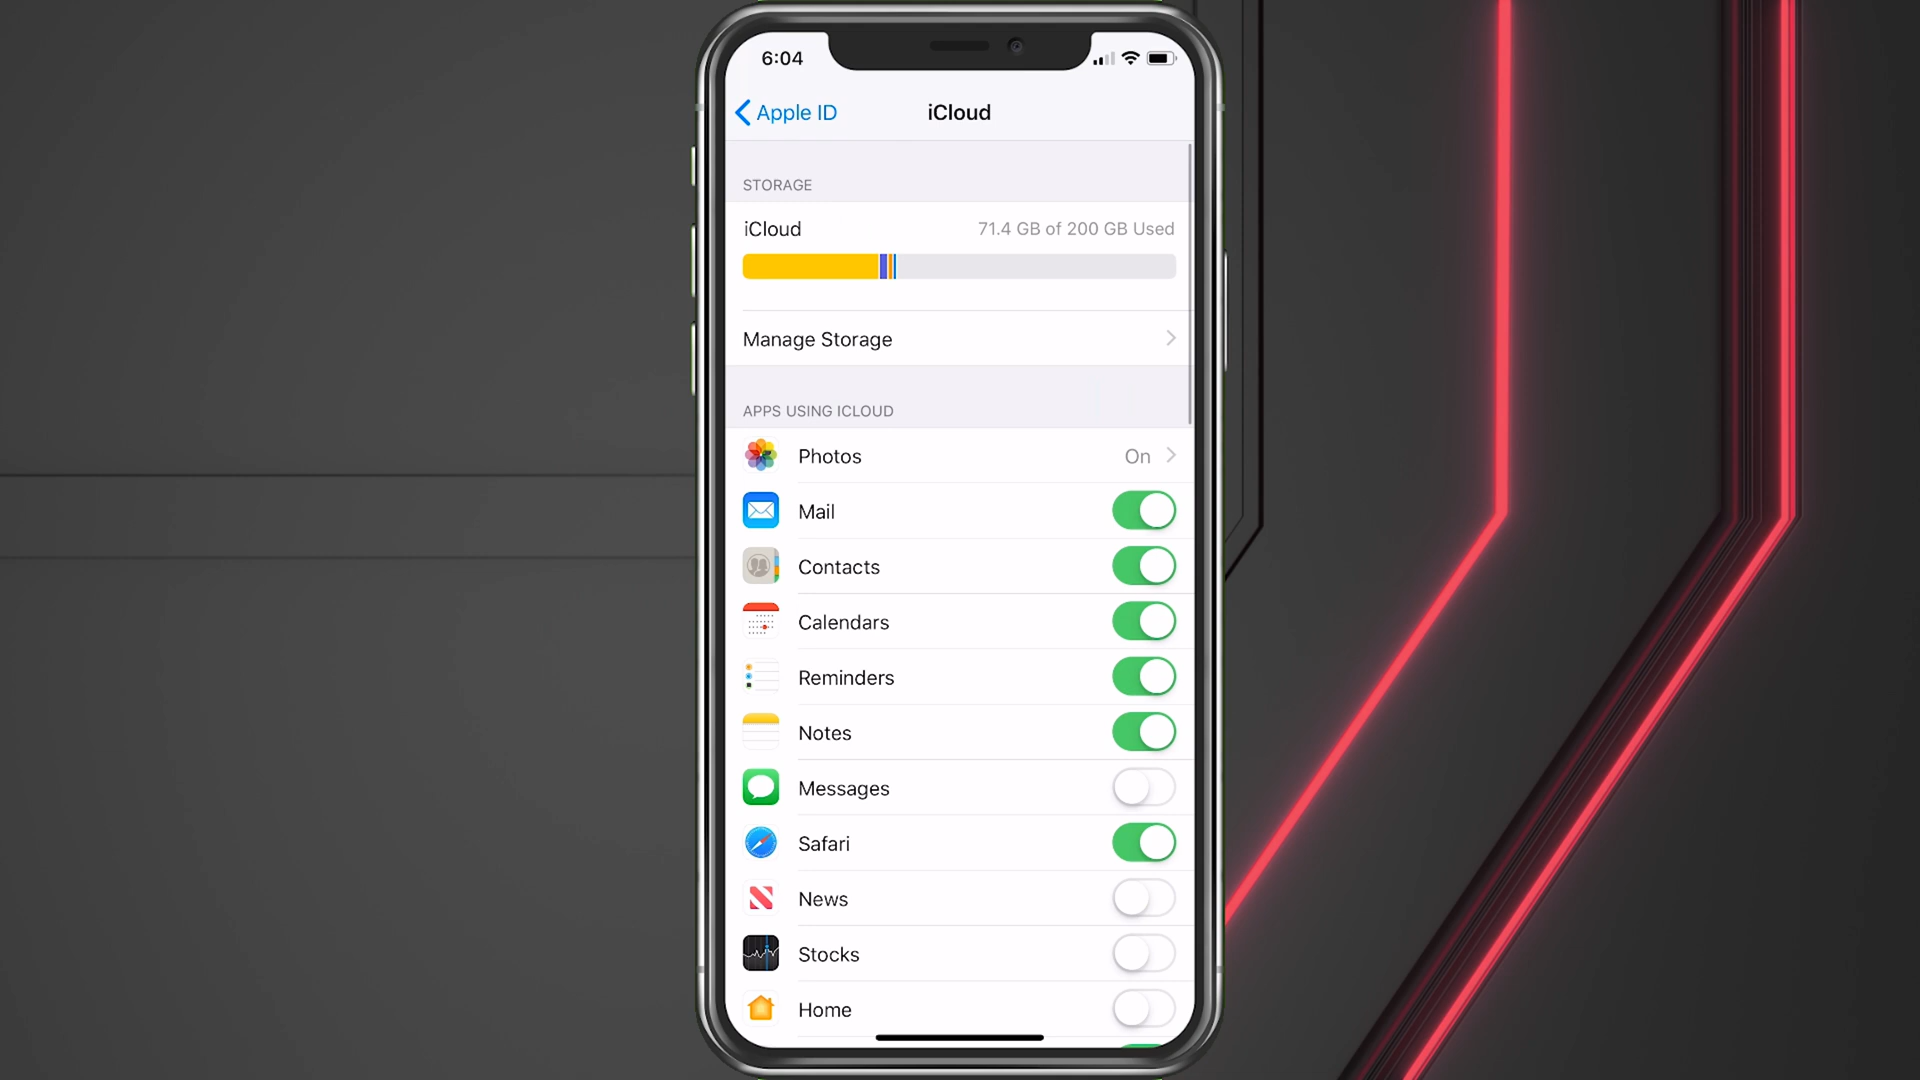 6:04
Apple ID
iCloud
STORAGE
iCloud
71.4 GB of 200 GB Used
Manage Storage
APPS USING ICLOUD
Photos
On
Mail
Contacts
Calendars
Reminders
Notes
Messages
Safari
News
Stocks
Home